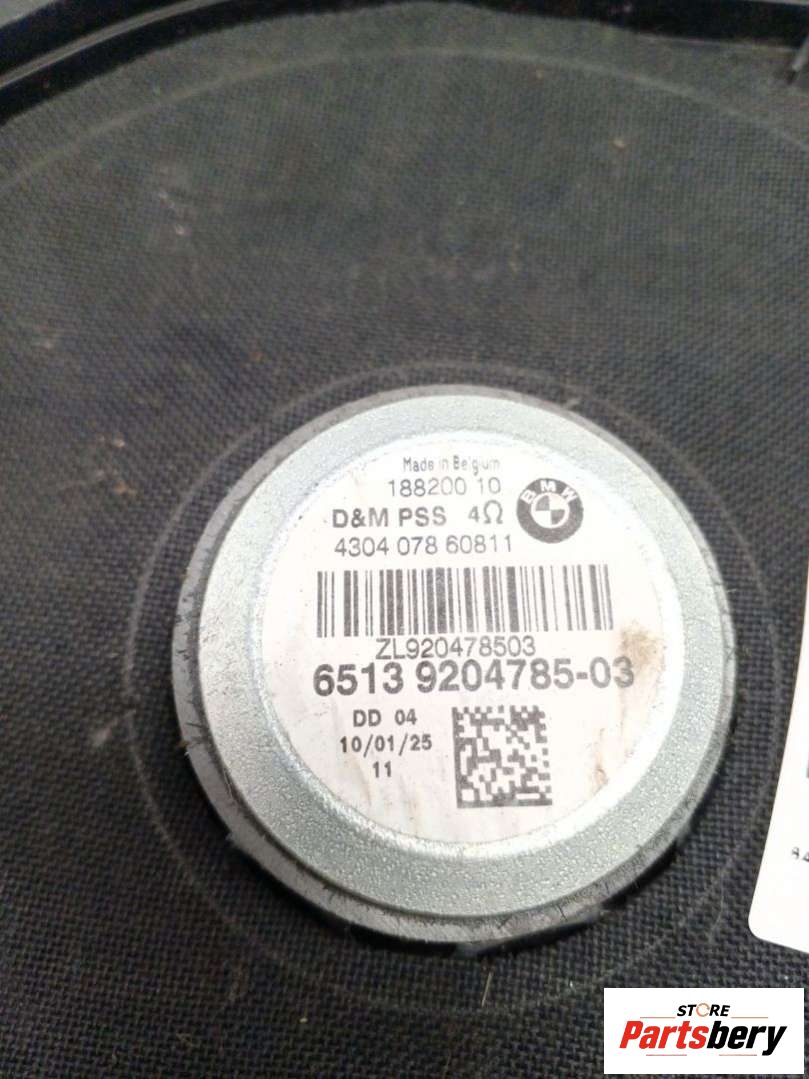 Made in Belgium
188200 10
D&M PSS 4Ω
BMW
4304 078 60811
ZL920478503
6513 9204785-03
DD 04
10/01/25
11
STORE
Partsbery